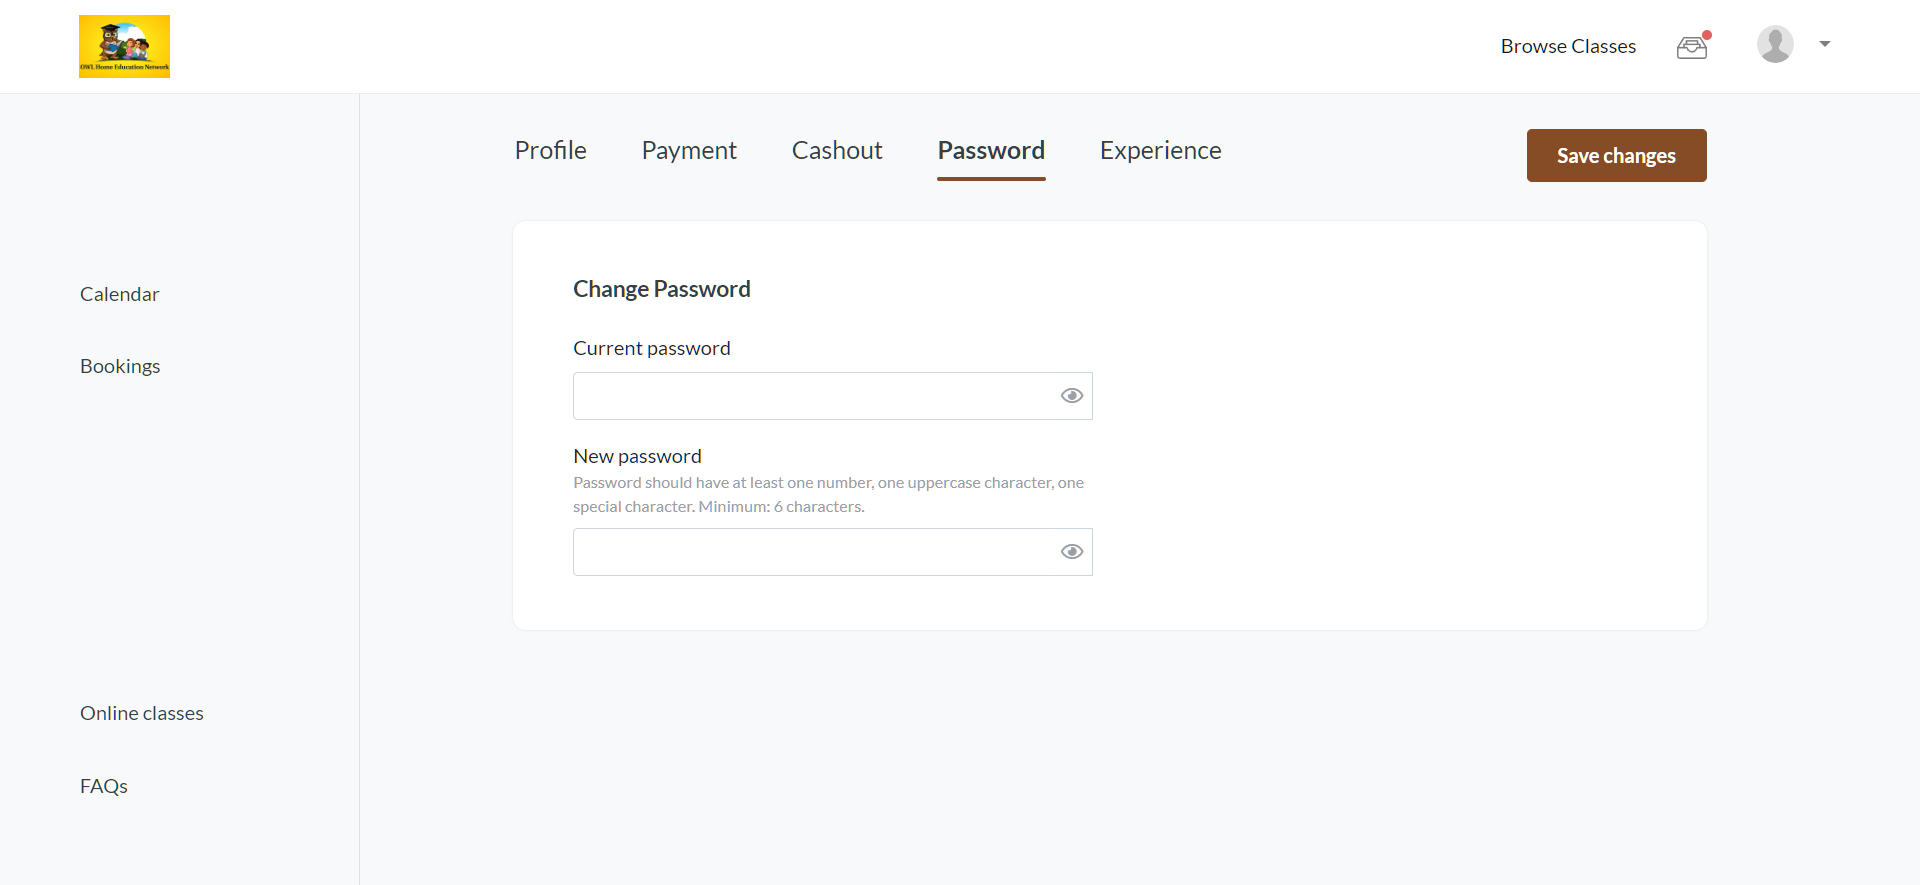 OWL Home Education Network
Browse Classes
Profile
Payment
Cashout
Password
Experience
Save changes
Calendar
Bookings
Online classes
FAQs
Change Password
Current password
New password
Password should have at least one number, one uppercase character, one
special character. Minimum: 6 characters.